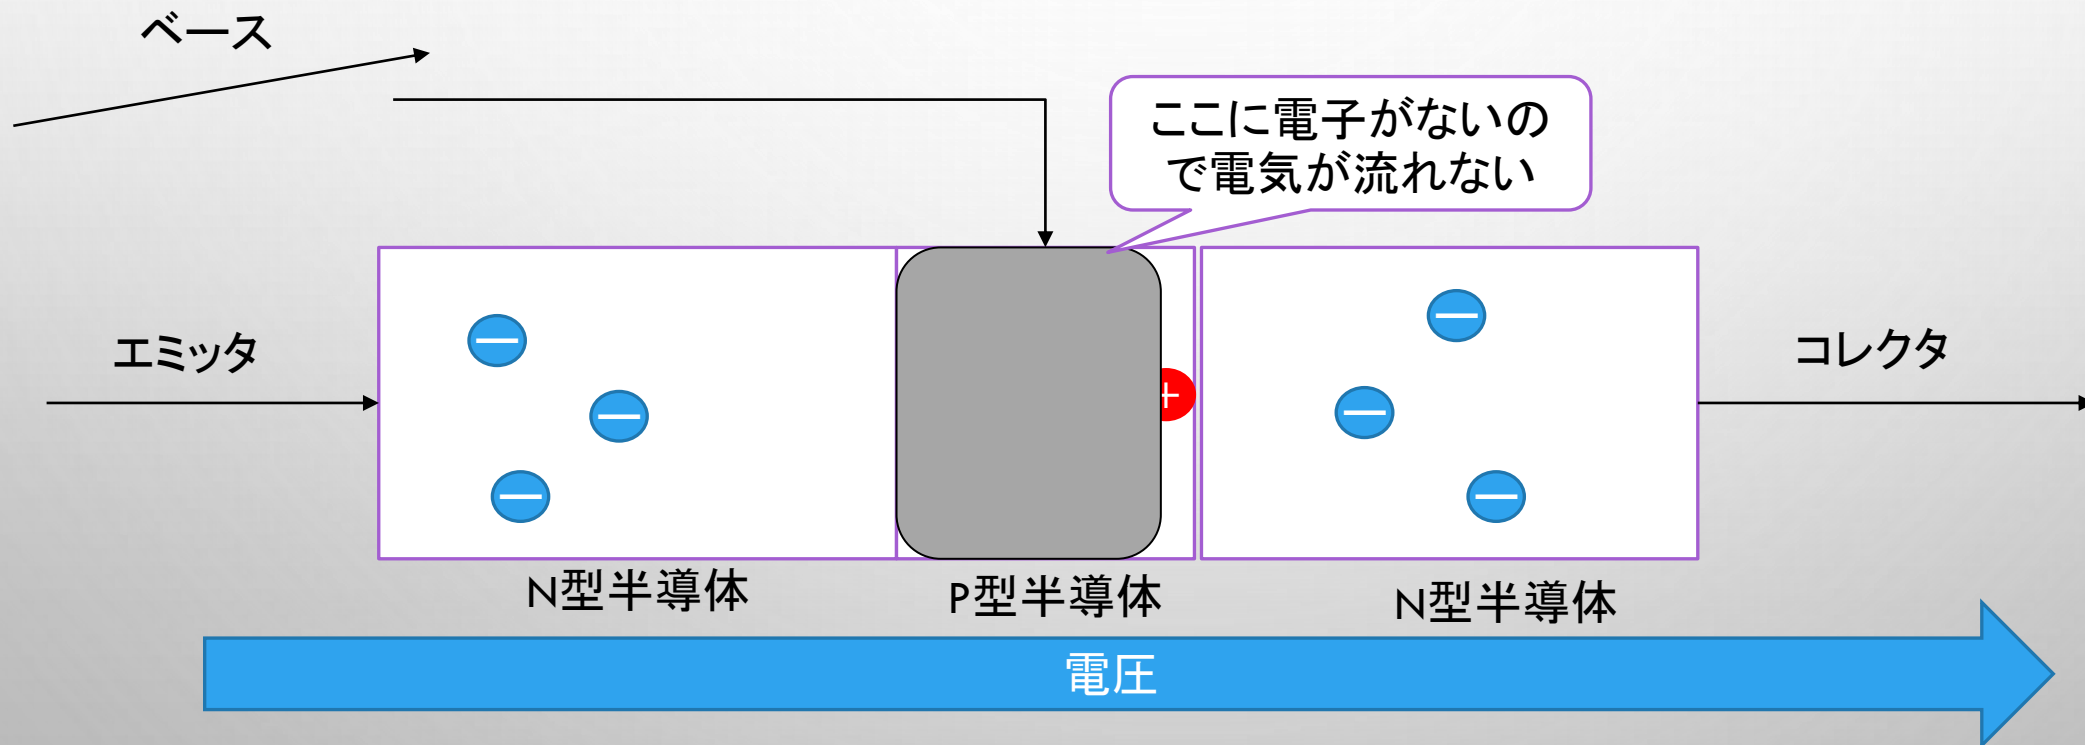 ベース
ここに電子がないの
で電気が流れない
エミッタ
コレクタ
+
N型半導体
P型半導体
N型半導体
電圧